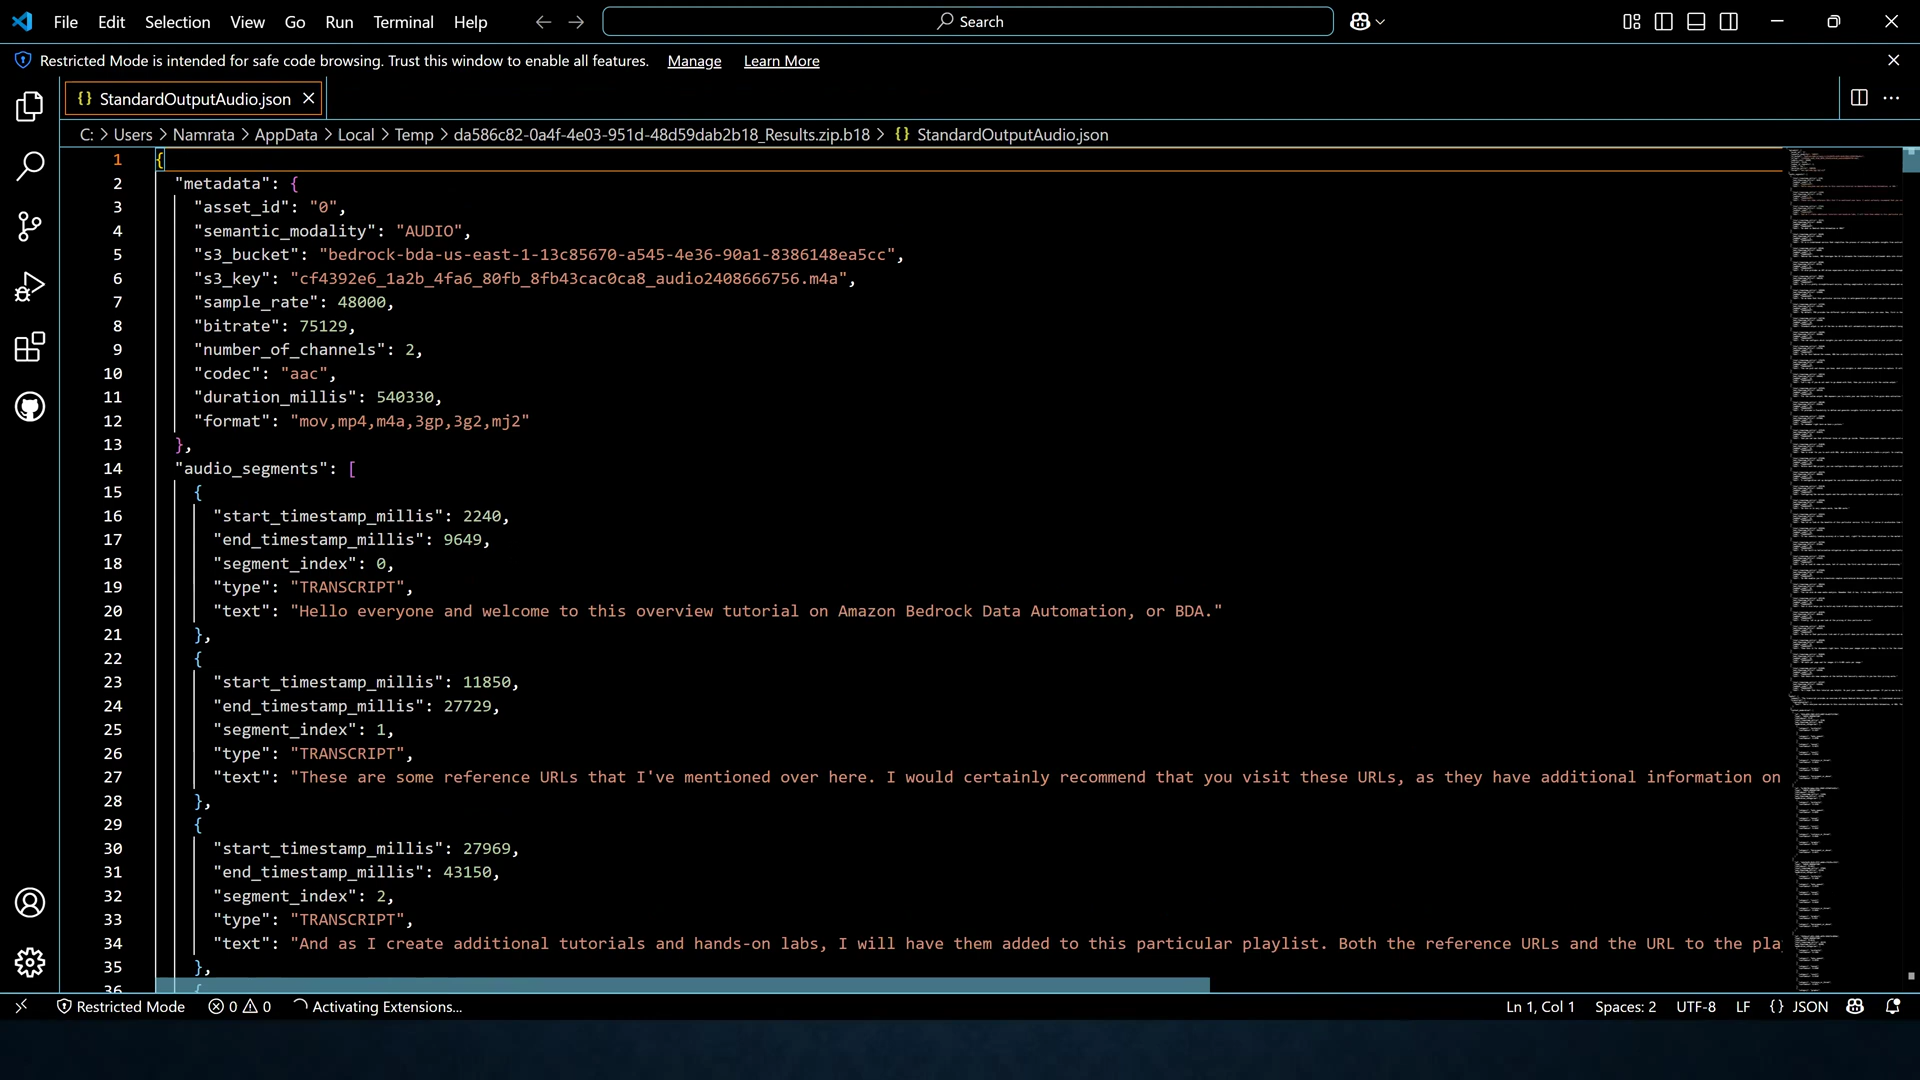 File Edit Selection View Go Run Terminal Help Search
Restricted Mode is intended for safe code browsing. Trust this window to enable all features. Manage Learn More
{} StandardOutputAudio.json
C: > Users > Namrata > AppData > Local > Temp > da586c82-0a4f-4e03-951d-48d59dab2b18_Results.zip.b18 > {} StandardOutputAudio.json
1 {
2 "metadata": {
3 "asset_id": "0",
4 "semantic_modality": "AUDIO",
5 "s3_bucket": "bedrock-bda-us-east-1-13c85670-a545-4e36-90a1-8386148ea5cc",
6 "s3_key": "cf4392e6_1a2b_4fa6_80fb_8fb43cac0ca8_audio2408666756.m4a",
7 "sample_rate": 48000,
8 "bitrate": 75129,
9 "number_of_channels": 2,
10 "codec": "aac",
11 "duration_millis": 540330,
12 "format": "mov,mp4,m4a,3gp,3g2,mj2"
13 },
14 "audio_segments": [
15 {
16 "start_timestamp_millis": 2240,
17 "end_timestamp_millis": 9649,
18 "segment_index": 0,
19 "type": "TRANSCRIPT",
20 "text": "Hello everyone and welcome to this overview tutorial on Amazon Bedrock Data Automation, or BDA."
21 },
22 {
23 "start_timestamp_millis": 11850,
24 "end_timestamp_millis": 27729,
25 "segment_index": 1,
26 "type": "TRANSCRIPT",
27 "text": "These are some reference URLs that I've mentioned over here. I would certainly recommend that you visit these URLs, as they have additional information on
28 },
29 {
30 "start_timestamp_millis": 27969,
31 "end_timestamp_millis": 43150,
32 "segment_index": 2,
33 "type": "TRANSCRIPT",
34 "text": "And as I create additional tutorials and hands-on labs, I will have them added to this particular playlist. Both the reference URLs and the URL to the pla
35 },
36 {
Restricted Mode 0 0 Activating Extensions... Ln 1, Col 1 Spaces: 2 UTF-8 LF {} JSON